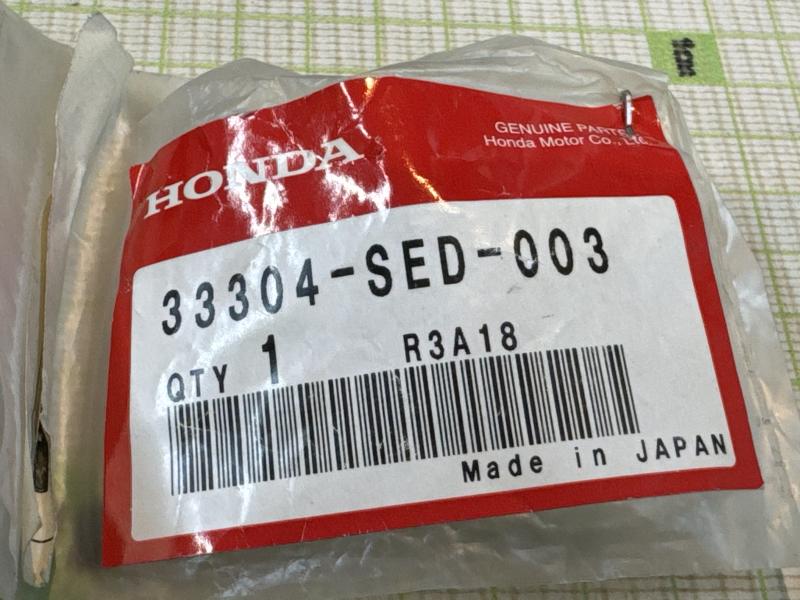 HONDA
GENUINE PARTS
Honda Motor Co., Ltd.
33304-SED-003
QTY 1 R3A18
Made in JAPAN